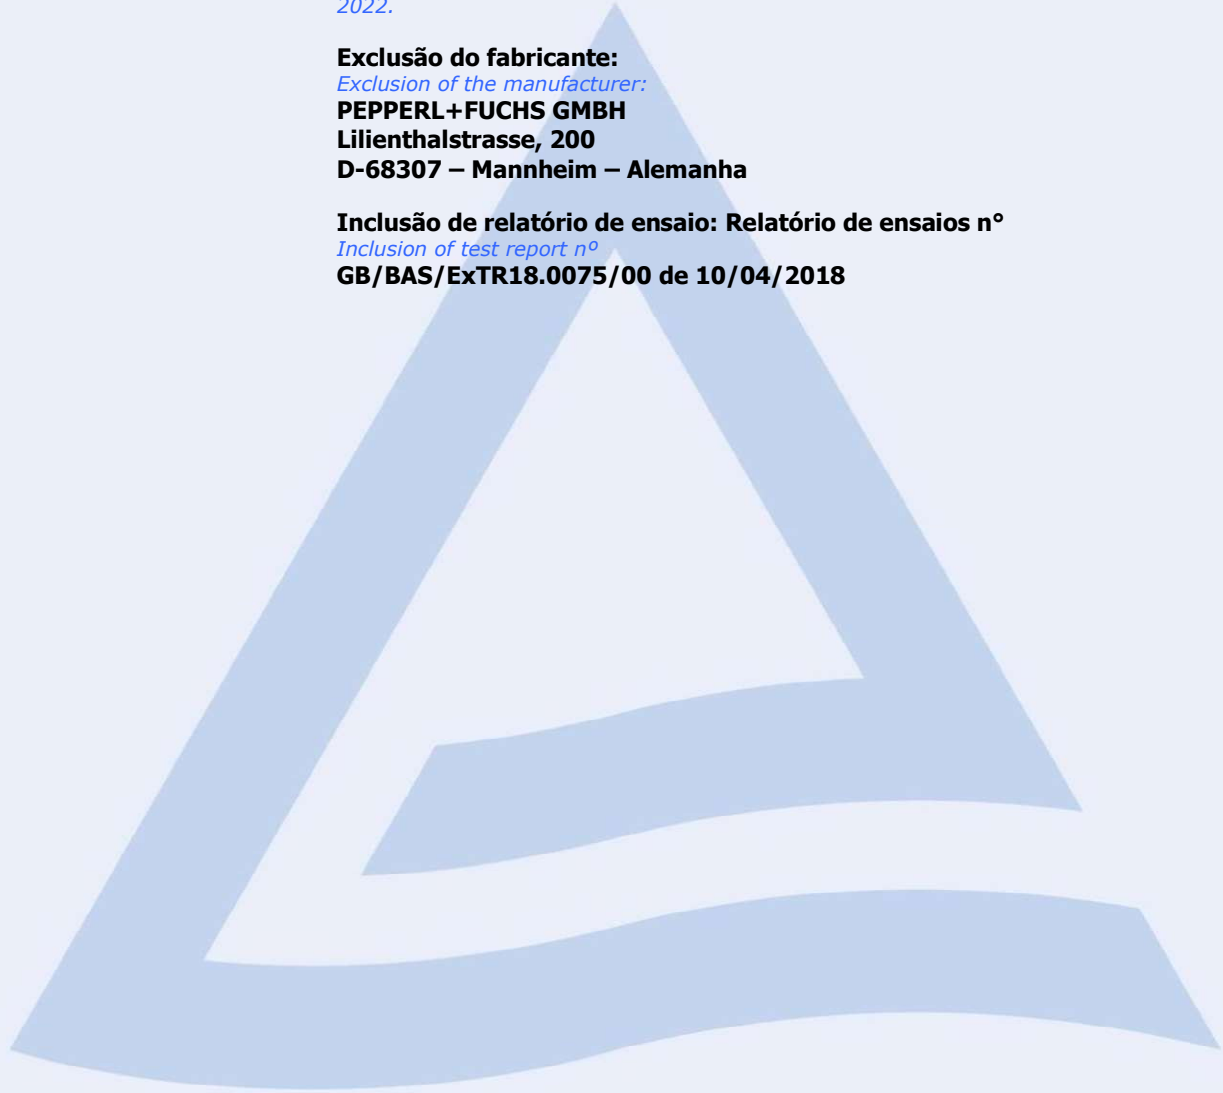 2022.
Exclusão do fabricante:
Exclusion of the manufacturer:
PEPPERL+FUCHS GMBH
Lilienthalstrasse, 200
D-68307 – Mannheim – Alemanha
Inclusão de relatório de ensaio: Relatório de ensaios n°
Inclusion of test report nº
GB/BAS/ExTR18.0075/00 de 10/04/2018